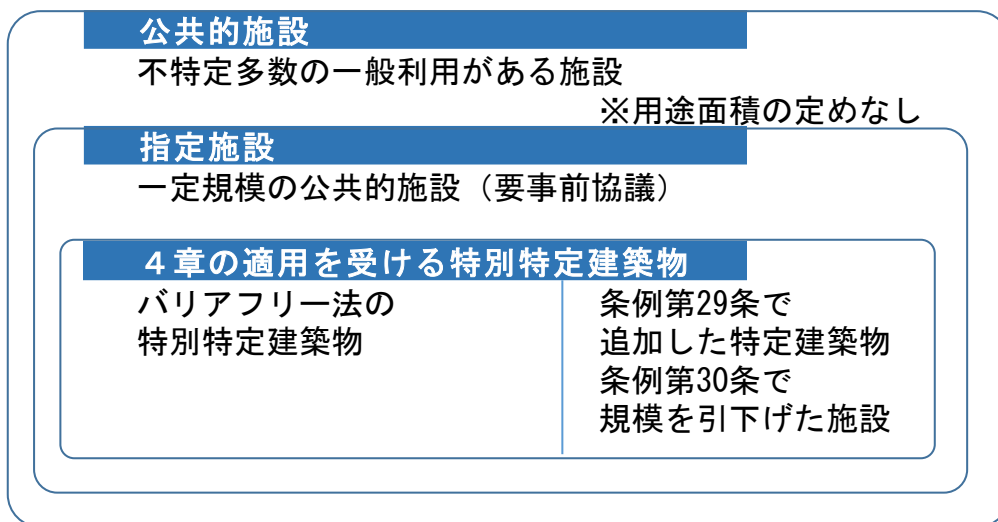 公共的施設
不特定多数の一般利用がある施設
※用途面積の定めなし
指定施設
一定規模の公共的施設（要事前協議）
４章の適用を受ける特別特定建築物
バリアフリー法の
特別特定建築物
条例第29条で
追加した特定建築物
条例第30条で
規模を引下げた施設